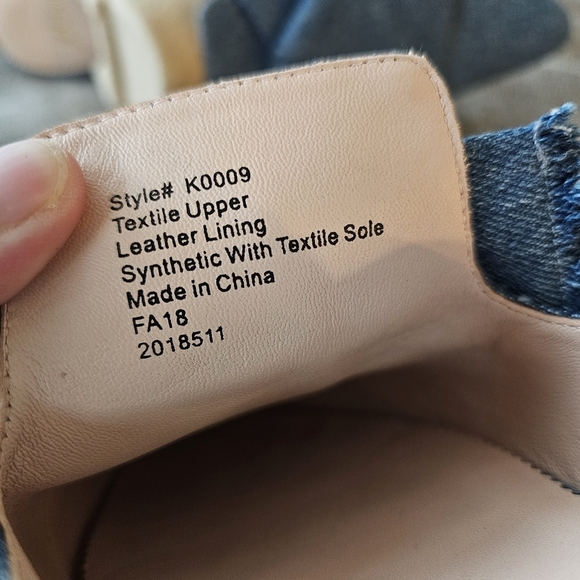 Style# K0009
Textile Upper
Leather Lining
Synthetic With Textile Sole
Made in China
FA18
2018511